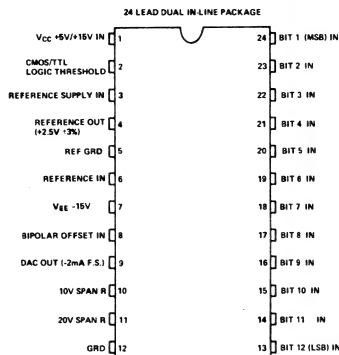 24 LEAD DUAL IN-LINE PACKAGE
VCC +5V/+15V IN 1
24 BIT 1 (MSB) IN
CMOS/TTL
LOGIC THRESHOLD 2
23 BIT 2 IN
REFERENCE SUPPLY IN 3
22 BIT 3 IN
REFERENCE OUT
(+2.5V ±3%) 4
21 BIT 4 IN
REF GRD 5
20 BIT 5 IN
REFERENCE IN 6
19 BIT 6 IN
VEE -15V 7
18 BIT 7 IN
BIPOLAR OFFSET IN 8
17 BIT 8 IN
DAC OUT (-2mA F.S.) 9
16 BIT 9 IN
10V SPAN R 10
15 BIT 10 IN
20V SPAN R 11
14 BIT 11 IN
GRD 12
13 BIT 12 (LSB) IN